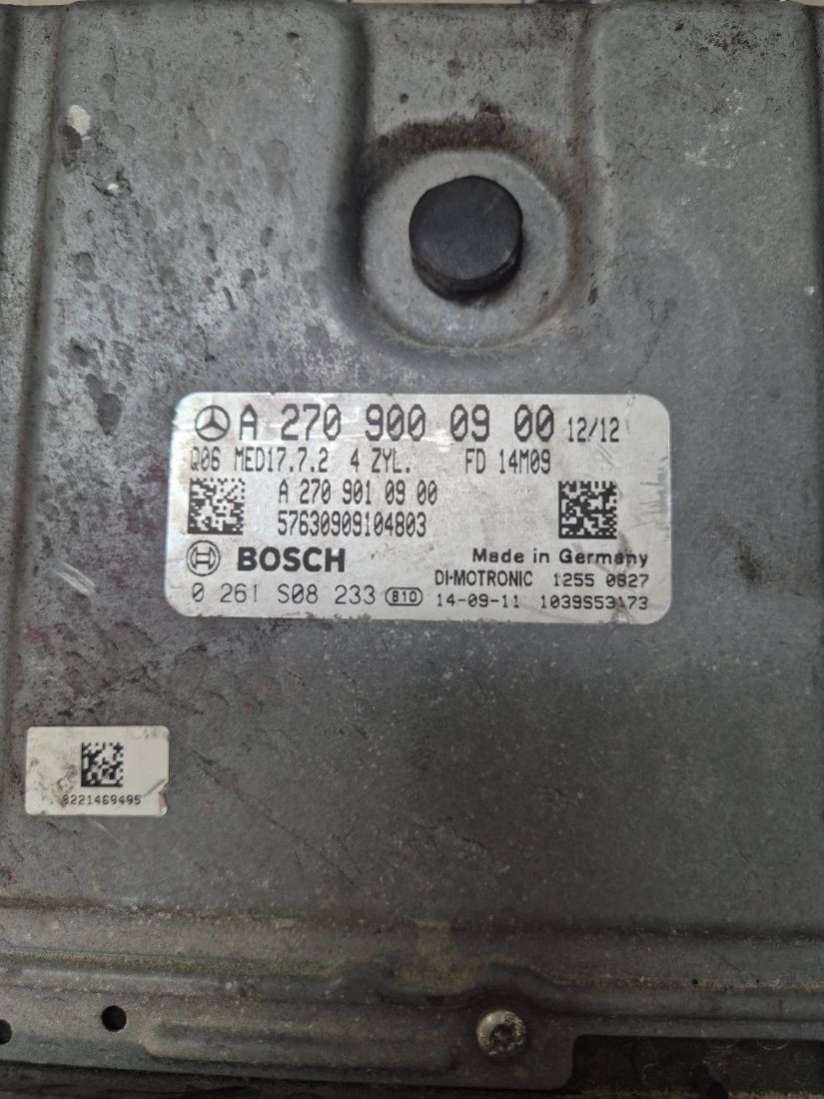 A 270 900 09 00 12/12
Q06 MED17.7.2 4 ZYL. FD 14M09
A 270 901 09 00
57630909104803
BOSCH Made in Germany
DI-MOTRONIC 1255 0827
0 261 S08 233 810 14-09-11 1039S53173
8221469495